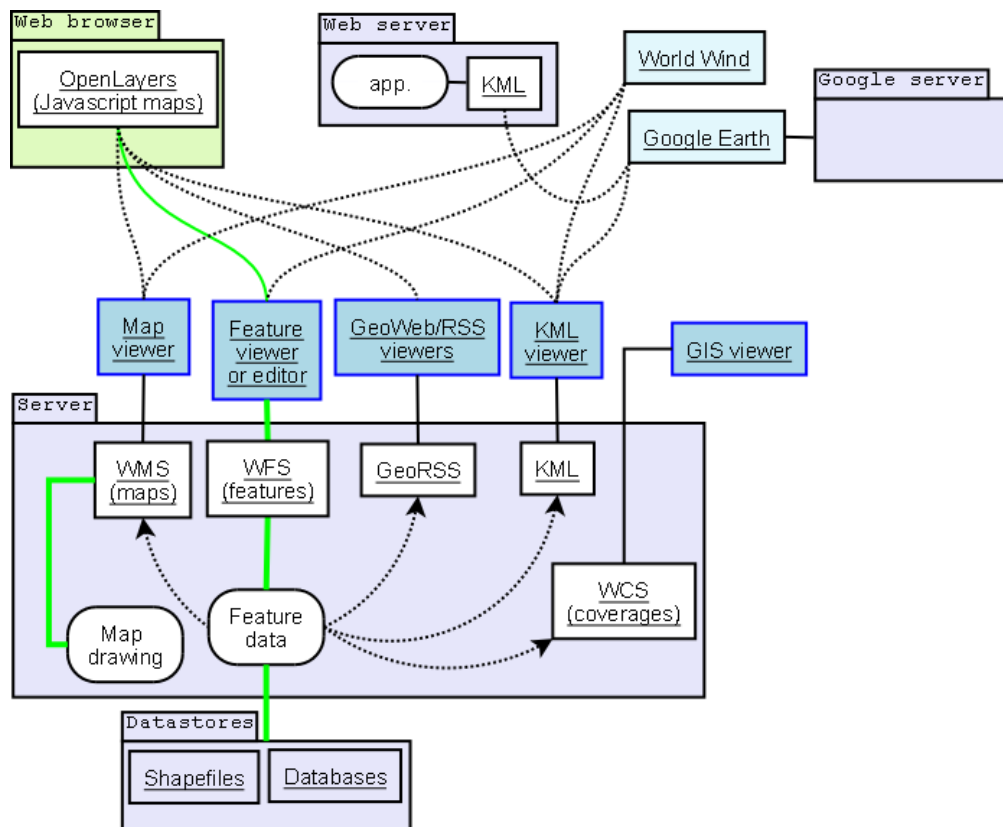 Web browser
OpenLayers
(Javascript maps)
Web server
app.
KML
World Wind
Google Earth
Google server
Map
viewer
Feature
viewer
or editor
GeoWeb/RSS
viewers
KML
viewer
GIS viewer
Server
WMS
(maps)
WFS
(features)
GeoRSS
KML
WCS
(coverages)
Map
drawing
Feature
data
Datastores
Shapefiles
Databases